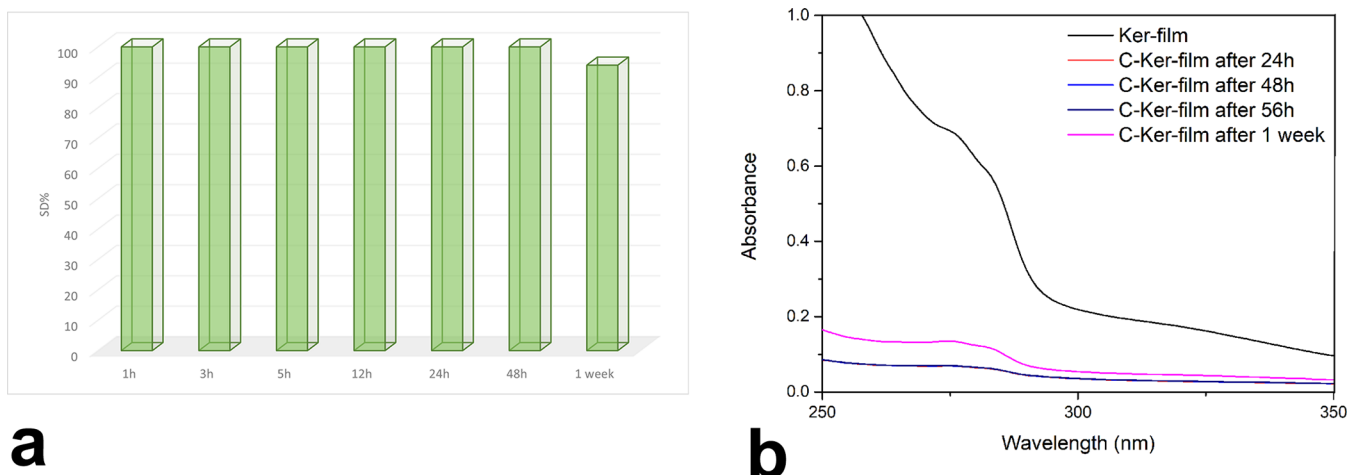 100
90
80
70
60
50
40
30
20
10
0
SD%
1h 3h 5h 12h 24h 48h 1 week
a
1.0
0.8
0.6
0.4
0.2
0.0
Absorbance
Ker-film
C-Ker-film after 24h
C-Ker-film after 48h
C-Ker-film after 56h
C-Ker-film after 1 week
250 300 350
Wavelength (nm)
b